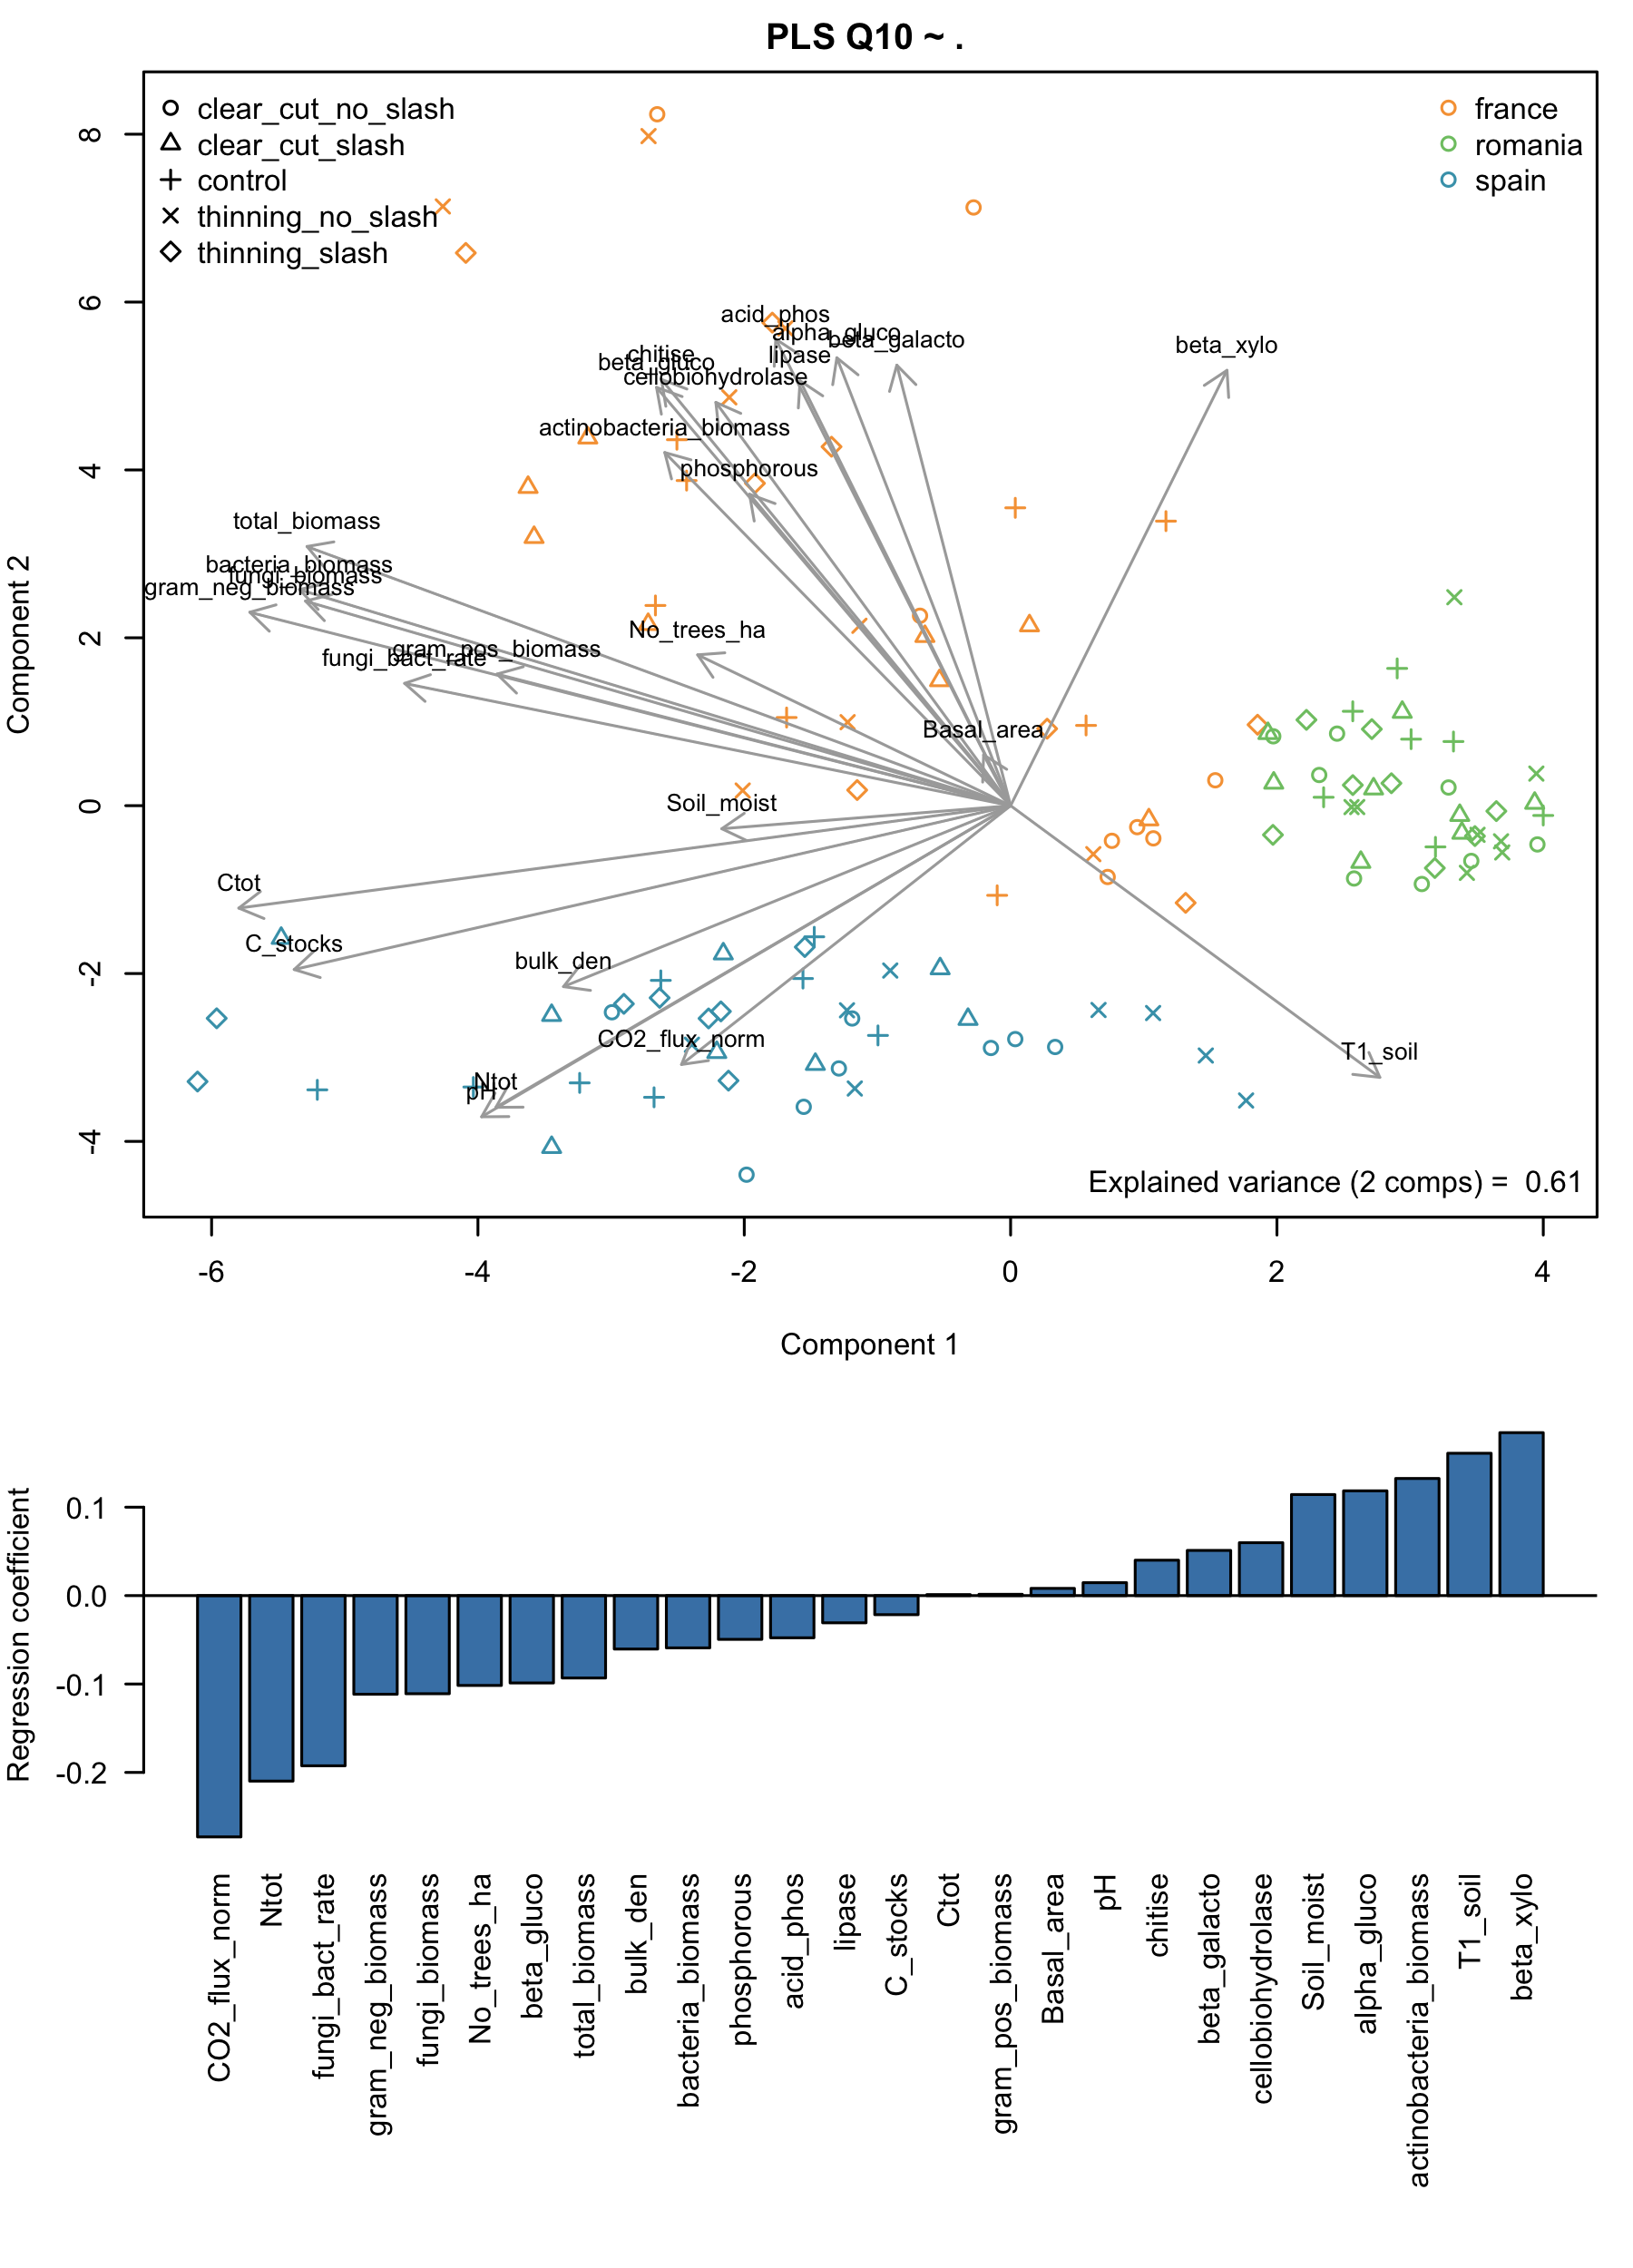 PLS Q10 ~ .
clear_cut_no_slash
clear_cut_slash
control
thinning_no_slash
thinning_slash
france
romania
spain
acid_phos
alpha_gluco
beta_galacto
lipase
beta_xylo
chitise
beta_gluco
cellobiohydrolase
actinobacteria_biomass
phosphorous
total_biomass
bacteria_biomass
fungi_biomass
gram_neg_biomass
No_trees_ha
gram_pos_biomass
fungi_bact_rate
Basal_area
Soil_moist
Ctot
C_stocks
bulk_den
CO2_flux_norm
T1_soil
Ntot
pH
Explained variance (2 comps) = 0.61
8
6
4
2
0
-2
-4
Component 2
-6
-4
-2
0
2
4
Component 1
Regression coefficient
0.1
0.0
-0.1
-0.2
CO2_flux_norm
Ntot
fungi_bact_rate
gram_neg_biomass
fungi_biomass
No_trees_ha
beta_gluco
total_biomass
bulk_den
bacteria_biomass
phosphorous
acid_phos
lipase
C_stocks
Ctot
gram_pos_biomass
Basal_area
pH
chitise
beta_galacto
cellobiohydrolase
Soil_moist
alpha_gluco
actinobacteria_biomass
T1_soil
beta_xylo